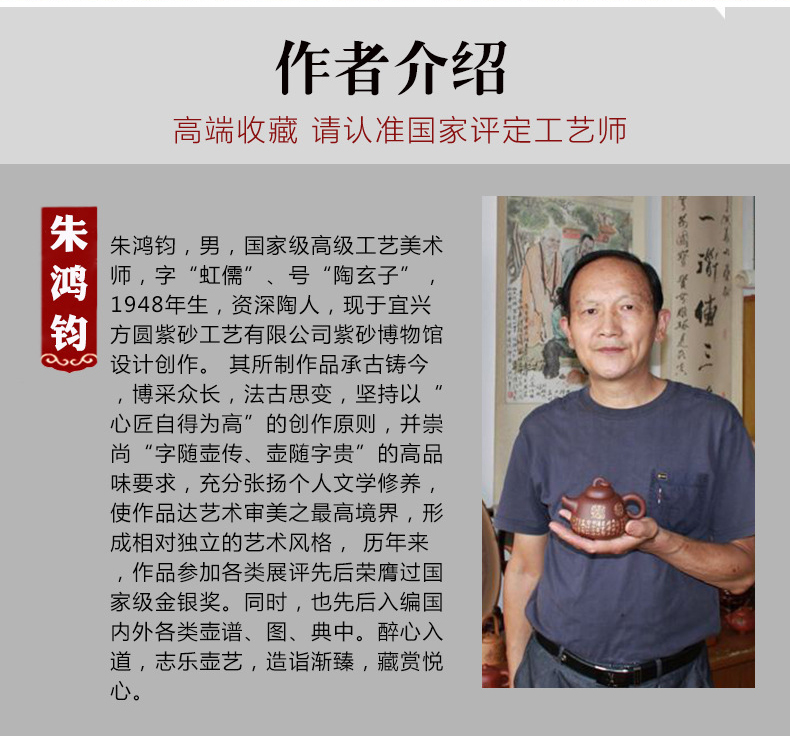 作者介绍
高端收藏 请认准国家评定工艺师
朱鸿钧
朱鸿钧，男，国家级高级工艺美术
师，字“虹儒”、号“陶玄子”，
1948年生，资深陶人，现于宜兴
方圆紫砂工艺有限公司紫砂博物馆
设计创作。 其所制作品承古铸今
，博采众长，法古思变，坚持以“
心匠自得为高”的创作原则，并崇
尚“字随壶传、壶随字贵”的高品
味要求，充分张扬个人文学修养，
使作品达艺术审美之最高境界，形
成相对独立的艺术风格， 历年来
，作品参加各类展评先后荣膺过国
家级金银奖。同时，也先后入编国
内外各类壶谱、图、典中。醉心入
道，志乐壶艺，造诣渐臻，藏赏悦
心。